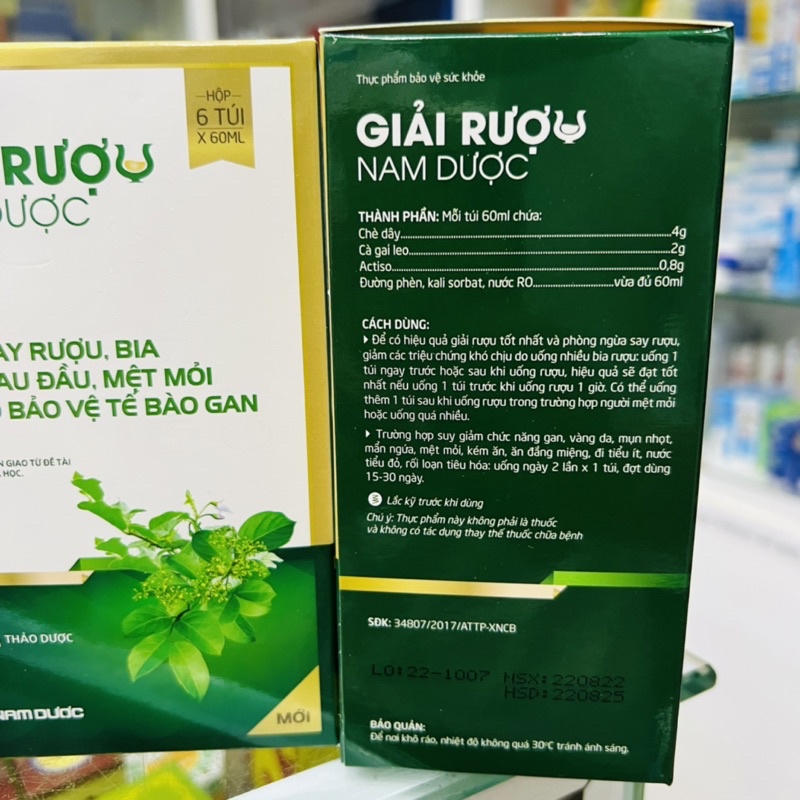 HỘP
6 TÚI
X 60ML
RƯỢU
DƯỢC
AY RƯỢU, BIA
AU ĐẦU, MỆT MỎI
BẢO VỆ TẾ BÀO GAN
N GIAO TỪ ĐỀ TÀI
HỌC.
THẢO DƯỢC
NAM DƯỢC
MỚI
Thực phẩm bảo vệ sức khỏe
GIẢI RƯỢU
NAM DƯỢC
THÀNH PHẦN: Mỗi túi 60ml chứa:
Chè dây...............4g
Cà gai leo...............2g
Actiso...............0,8g
Đường phèn, kali sorbat, nước RO...............vừa đủ 60ml
CÁCH DÙNG:
Để có hiệu quả giải rượu tốt nhất và phòng ngừa say rượu,
giảm các triệu chứng khó chịu do uống nhiều bia rượu: uống 1
túi ngay trước hoặc sau khi uống rượu, hiệu quả sẽ đạt tốt
nhất nếu uống 1 túi trước khi uống rượu 1 giờ. Có thể uống
thêm 1 túi sau khi uống rượu trong trường hợp người mệt mỏi
hoặc uống quá nhiều.
Trường hợp suy giảm chức năng gan, vàng da, mụn nhọt,
mẩn ngứa, mệt mỏi, kém ăn, ăn đắng miệng, đi tiểu ít, nước
tiểu đỏ, rối loạn tiêu hóa: uống ngày 2 lần x 1 túi, đợt dùng
15-30 ngày.
Lắc kỹ trước khi dùng
Chú ý: Thực phẩm này không phải là thuốc
và không có tác dụng thay thế thuốc chữa bệnh
SĐK: 34807/2017/ATTP-XNCB
LO:22-1007 NSX:220822
HSD:220825
BẢO QUẢN:
Để nơi khô ráo, nhiệt độ không quá 30°C tránh ánh sáng.